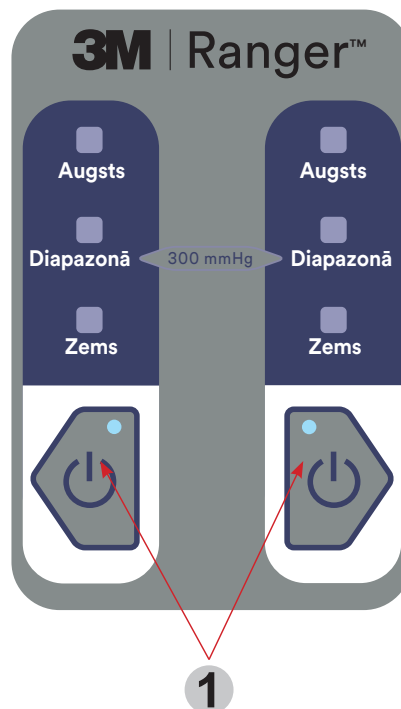 3M Ranger™
Augsts Augsts
Diapazonā 300 mmHg Diapazonā
Zems Zems
1